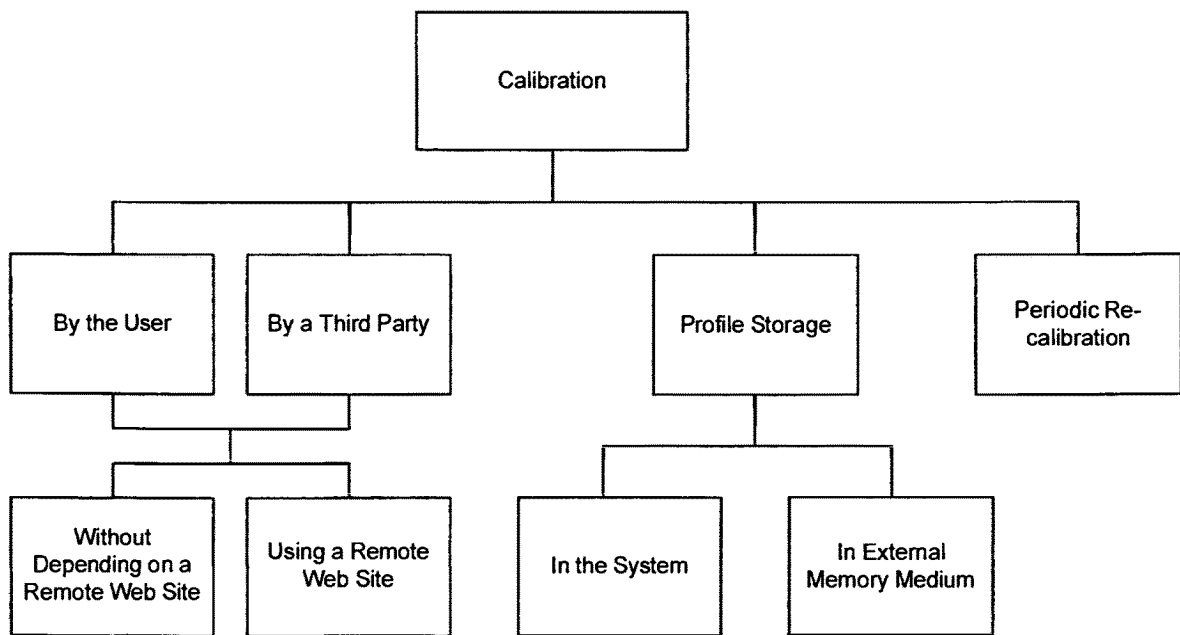 Calibration
By the User
By a Third Party
Profile Storage
Periodic Re-
calibration
Without
Depending on a
Remote Web Site
Using a Remote
Web Site
In the System
In External
Memory Medium